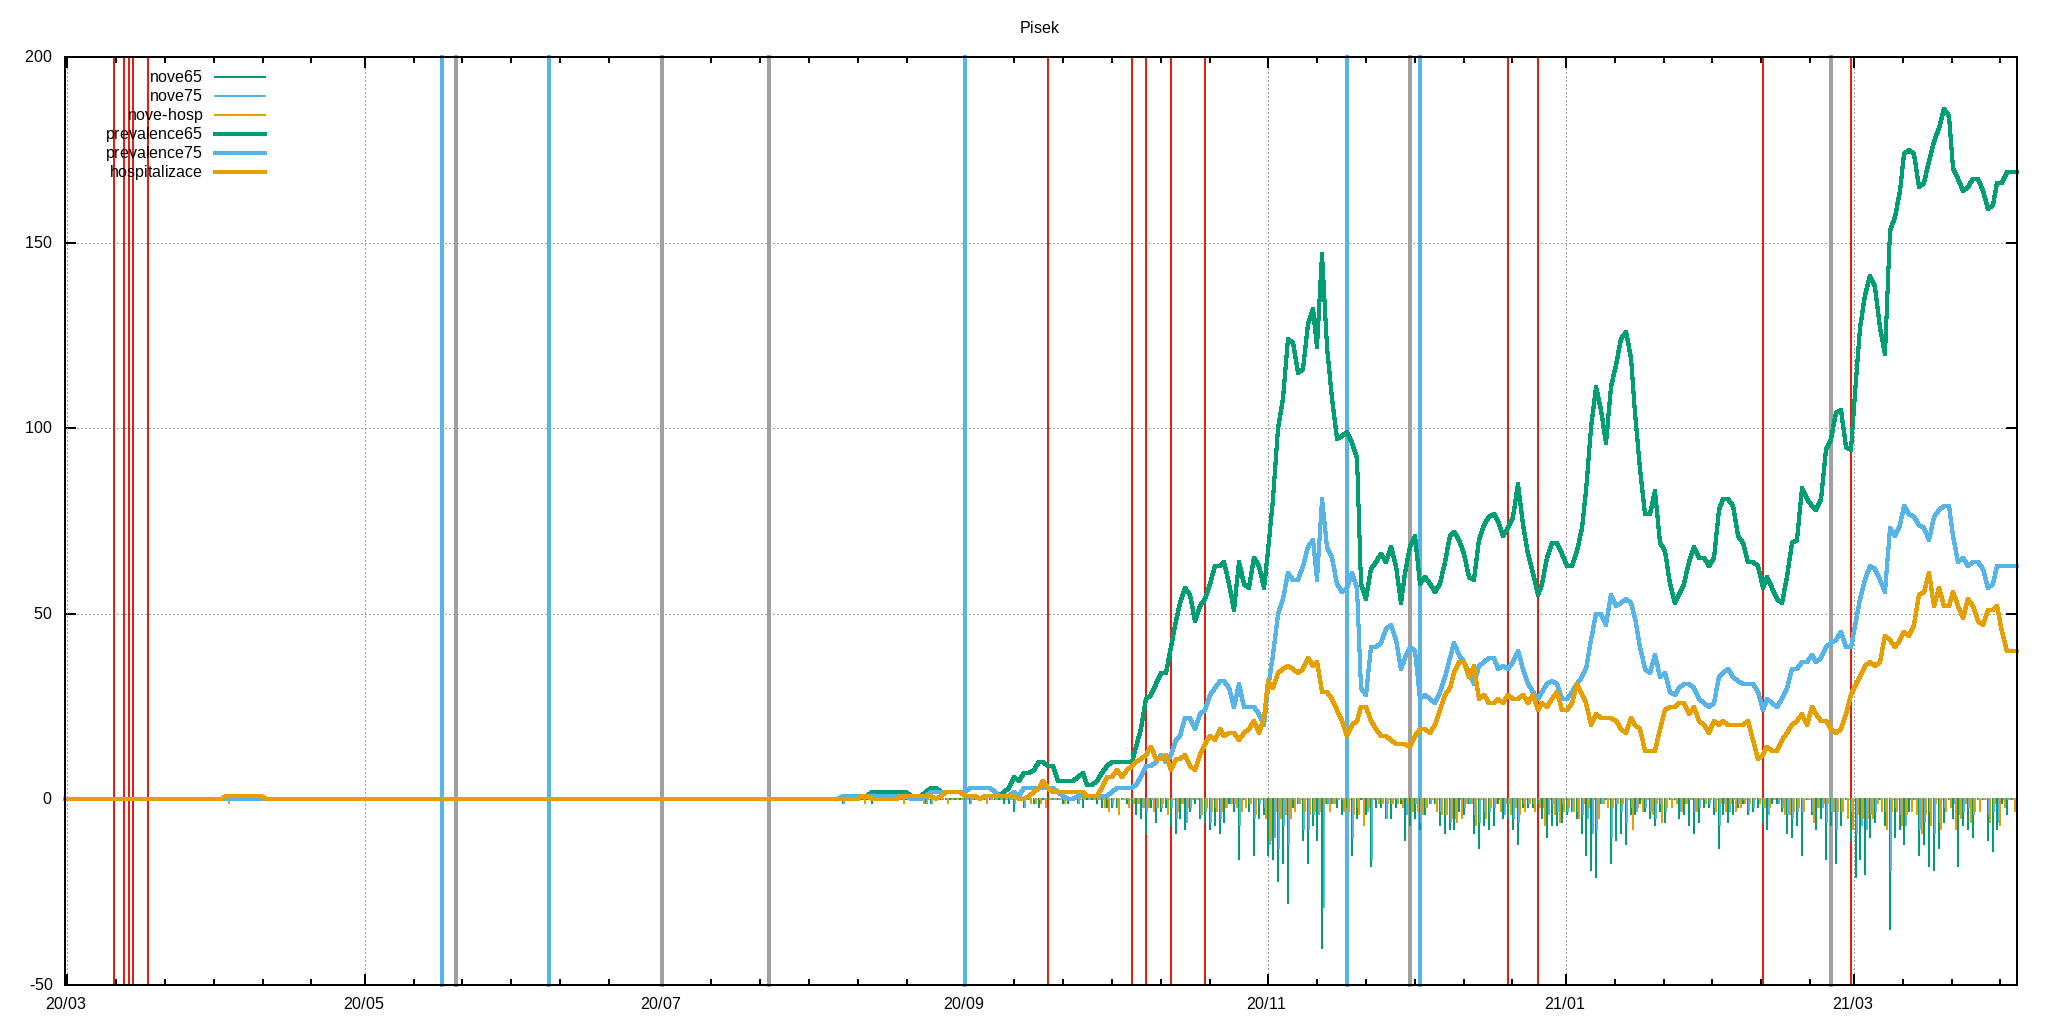 Pisek
200
nove65
nove75
nove-hosp
prevalence65
prevalence75
hospitalizace
150
100
50
0
-50
20/03 20/05 20/07 20/09 20/11 21/01 21/03